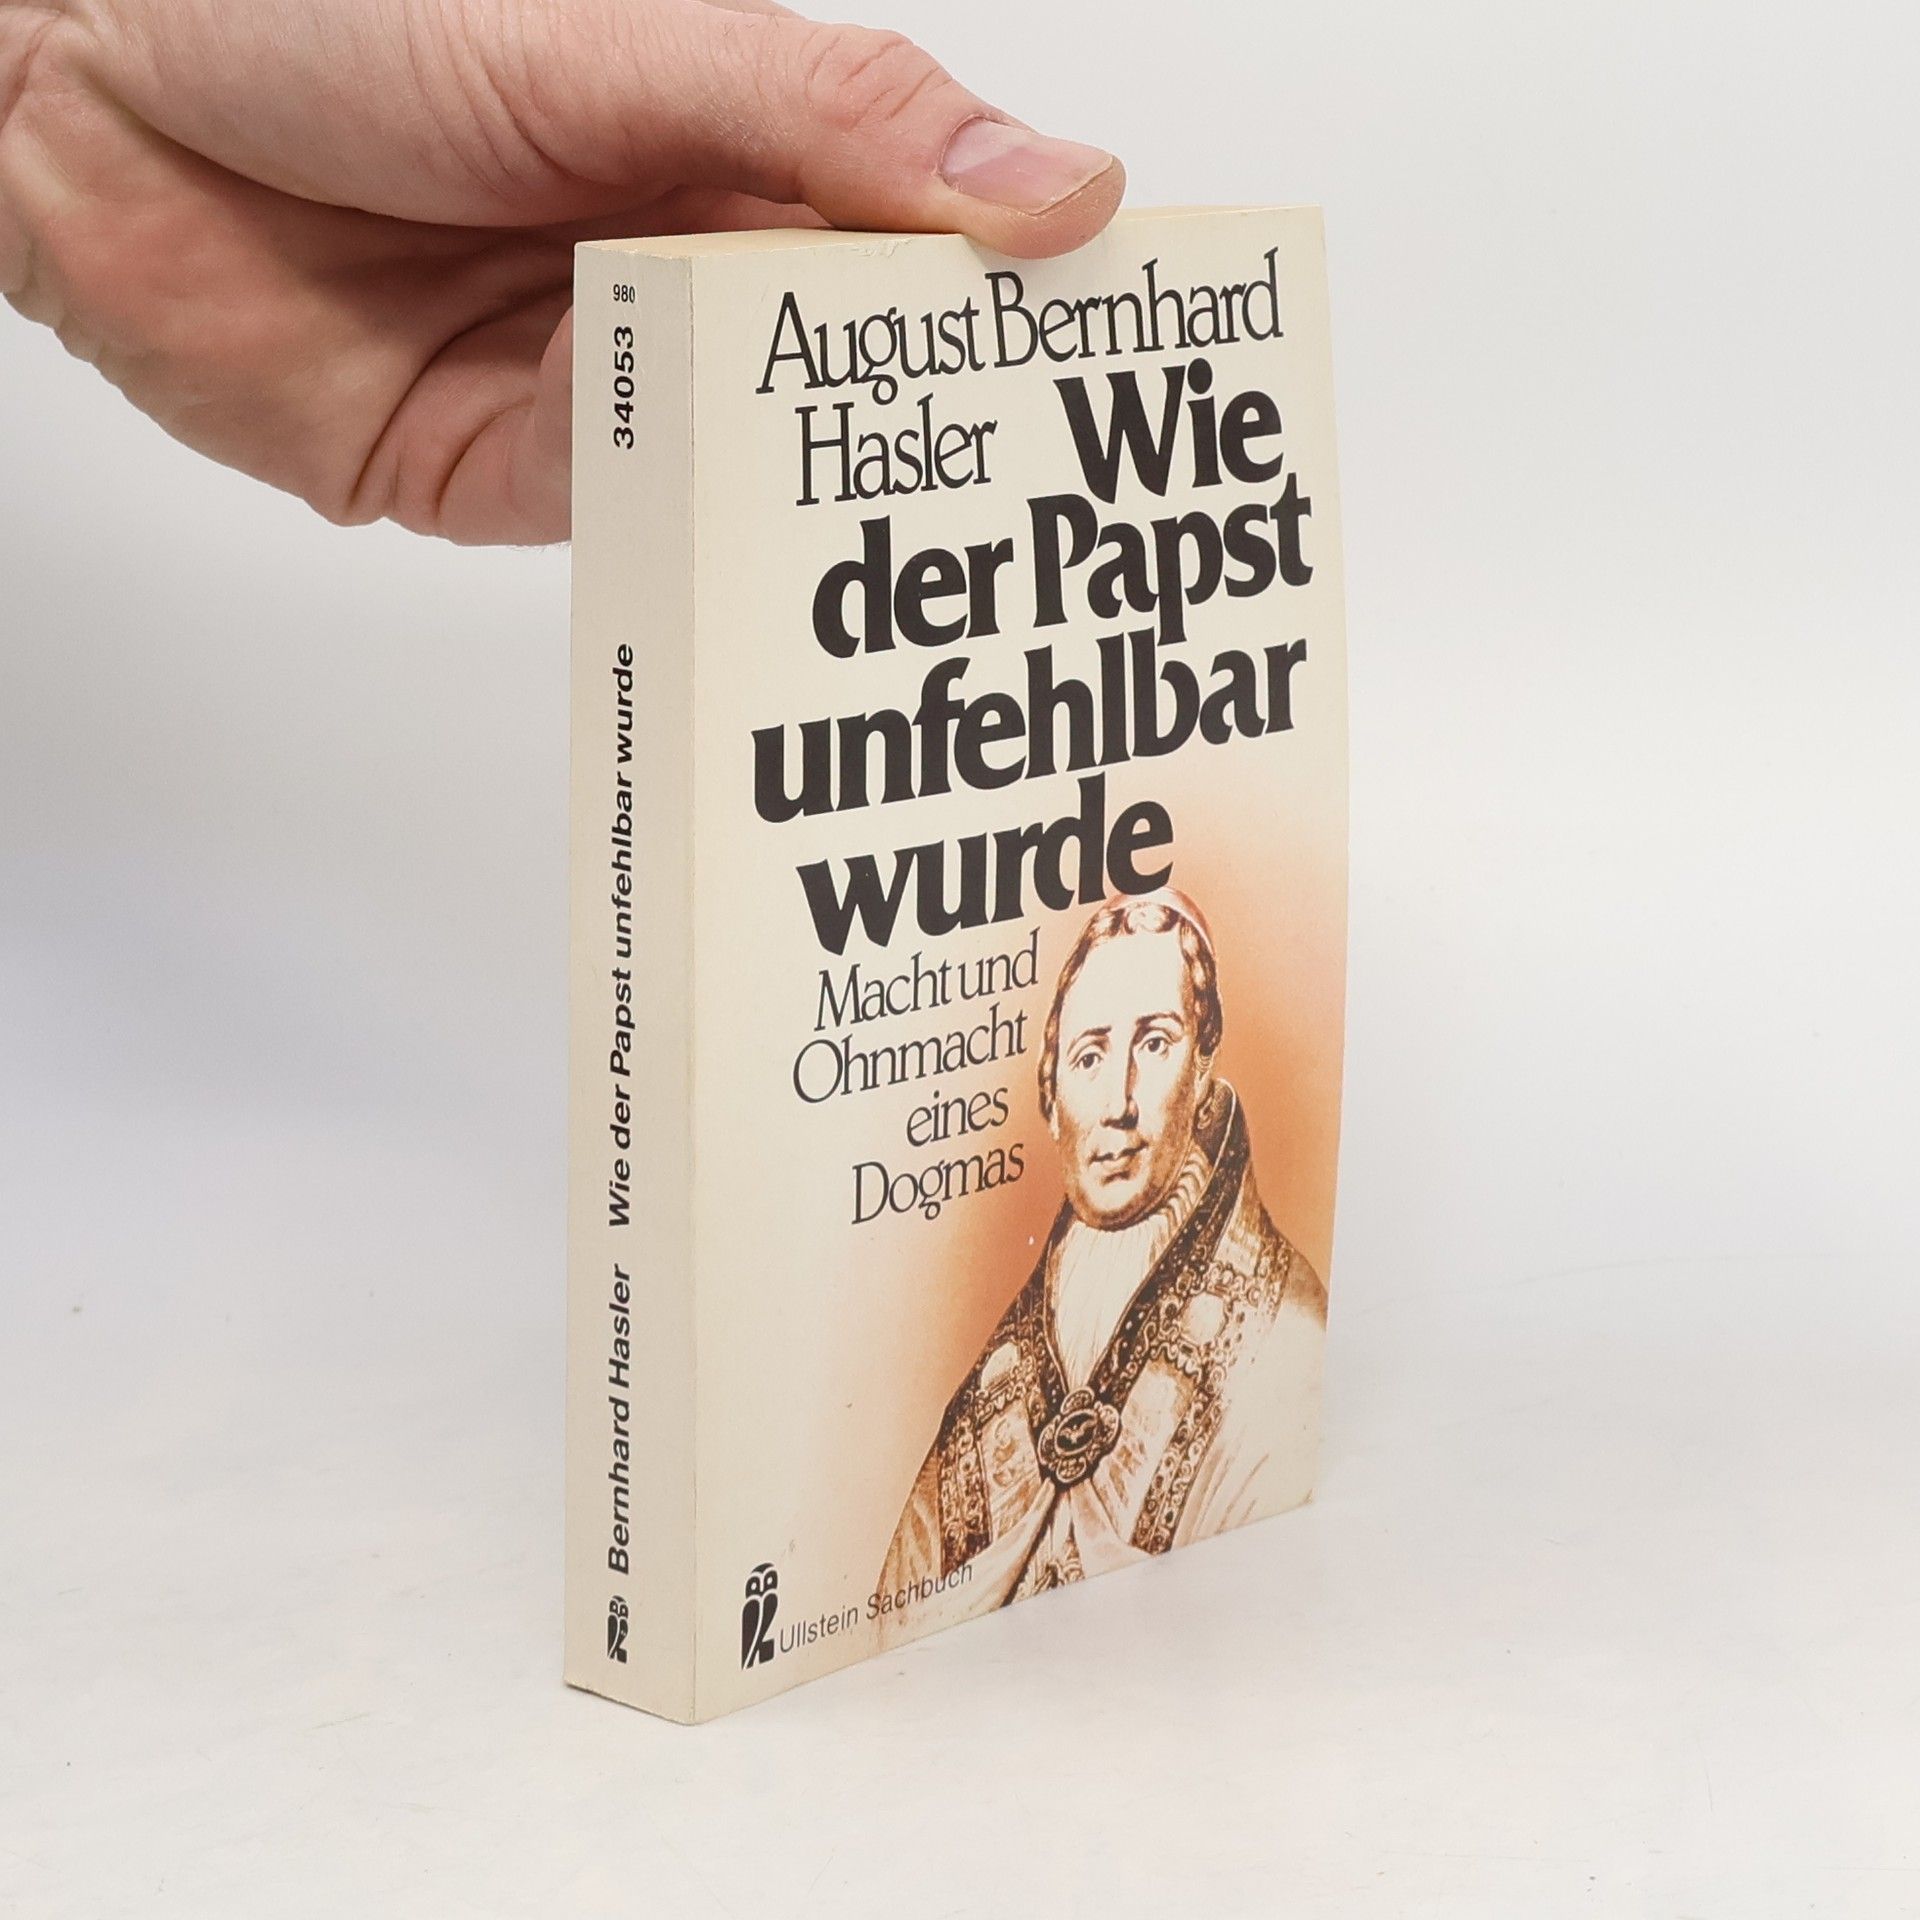 August Bernhard
Hasler Wie
der Papst
unfehlbar
wurde
Macht und
Ohnmacht
eines
Dogmas
Ullstein Sachbuch
Bernhard Hasler Wie der Papst unfehlbar wurde 34053 980